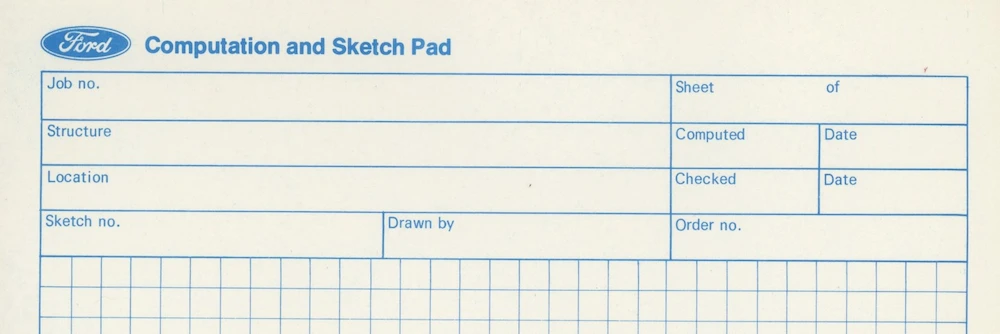 Ford Computation and Sketch Pad
Job no. Sheet of
Structure Computed Date
Location Checked Date
Sketch no. Drawn by Order no.